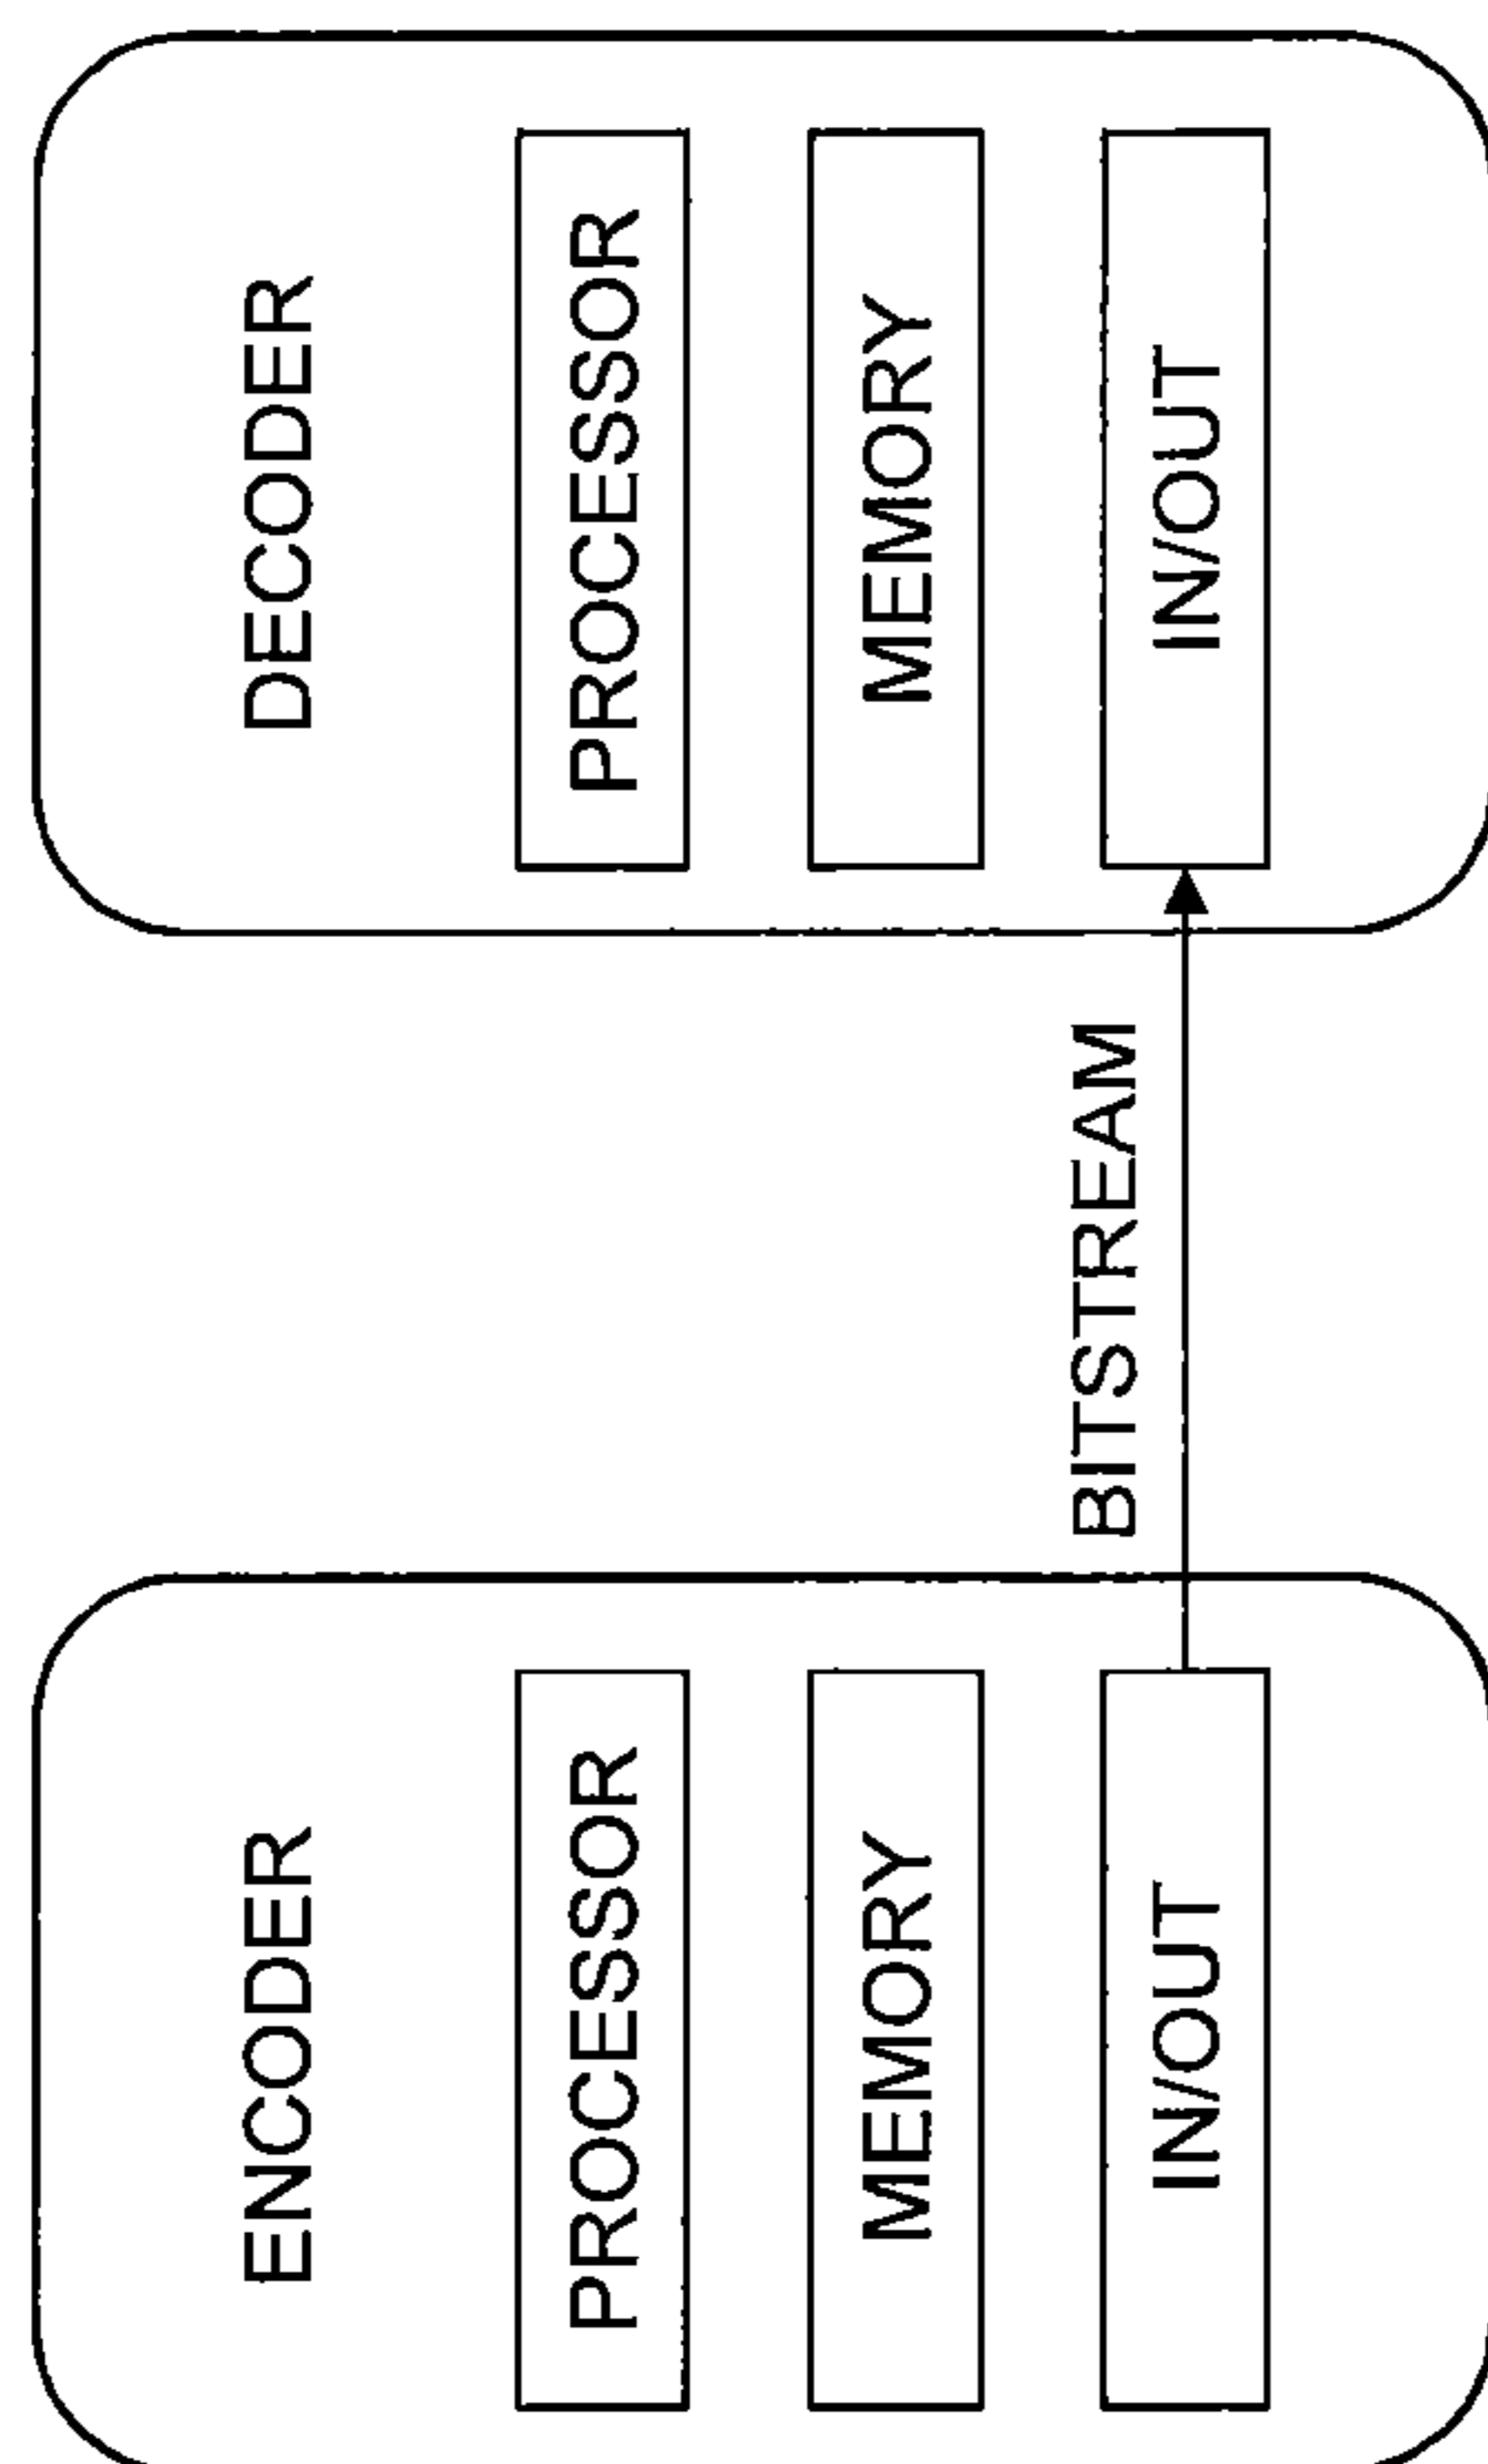 ENCODER
PROCESSOR
MEMORY
IN/OUT
BITSTREAM
DECODER
PROCESSOR
MEMORY
IN/OUT